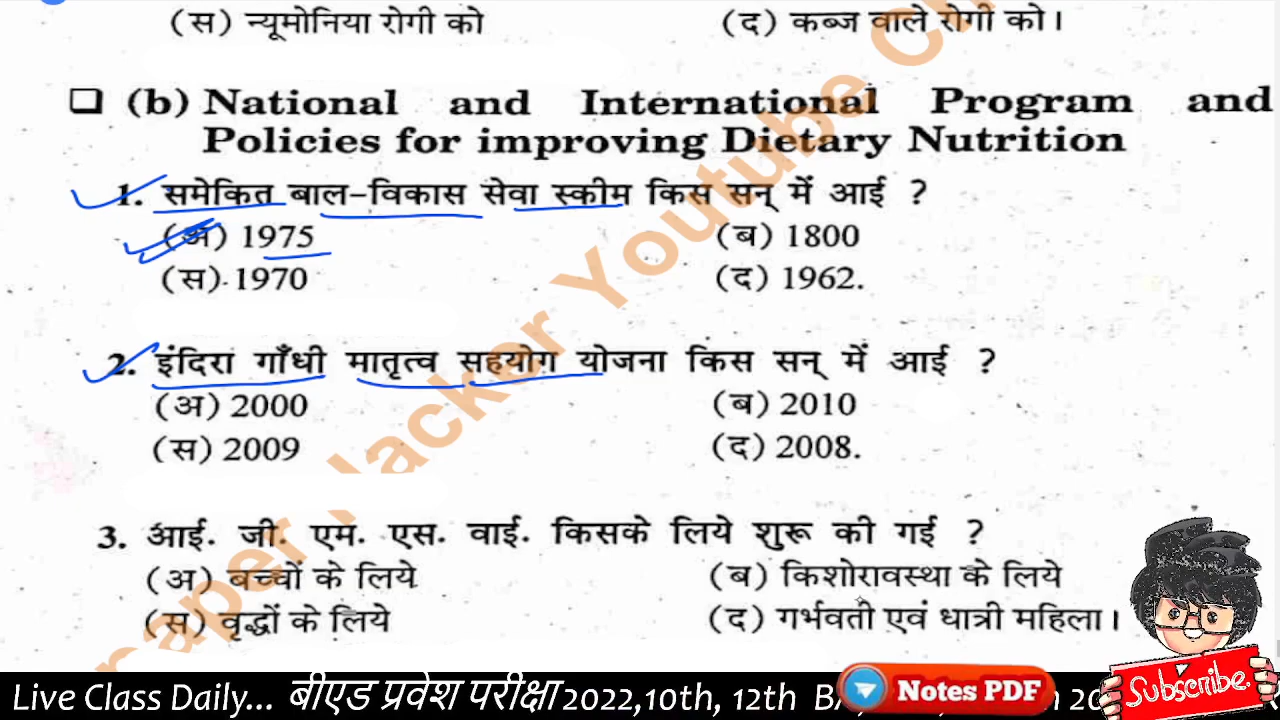 (स) न्यूमोनिया रोगी को (द) कब्ज वाले रोगी को।
(b) National and International Program and
Policies for improving Dietary Nutrition
1. समेकित बाल-विकास सेवा स्कीम किस सन् में आई ?
(अ) 1975 (ब) 1800
(स) 1970 (द) 1962.
2. इंदिरा गाँधी मातृत्व सहयोग योजना किस सन् में आई ?
(अ) 2000 (ब) 2010
(स) 2009 (द) 2008.
3. आई. जी. एम. एस. वाई. किसके लिये शुरू की गई ?
(अ) बच्चों के लिये (ब) किशोरावस्था के लिये
(स) वृद्धों के लिये (द) गर्भवती एवं धात्री महिला।
Hacker Youtube
Live Class Daily... बीएड प्रवेश परीक्षा 2022,10th, 12th
Notes PDF
Subscribe